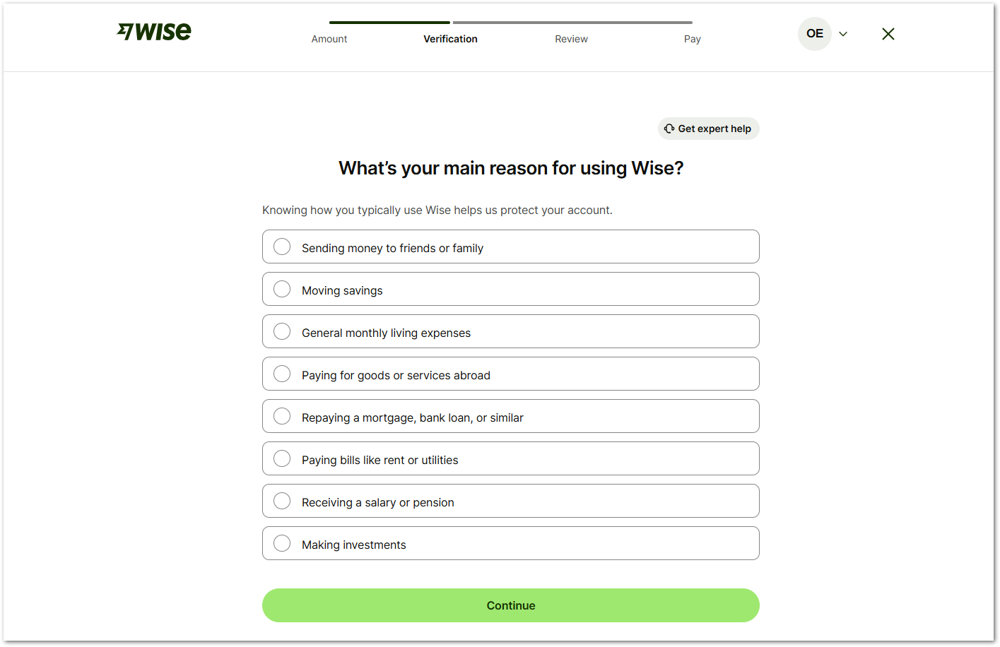 WISE
Amount
Verification
Review
Pay
OE
Get expert help
What’s your main reason for using Wise?
Knowing how you typically use Wise helps us protect your account.
Sending money to friends or family
Moving savings
General monthly living expenses
Paying for goods or services abroad
Repaying a mortgage, bank loan, or similar
Paying bills like rent or utilities
Receiving a salary or pension
Making investments
Continue